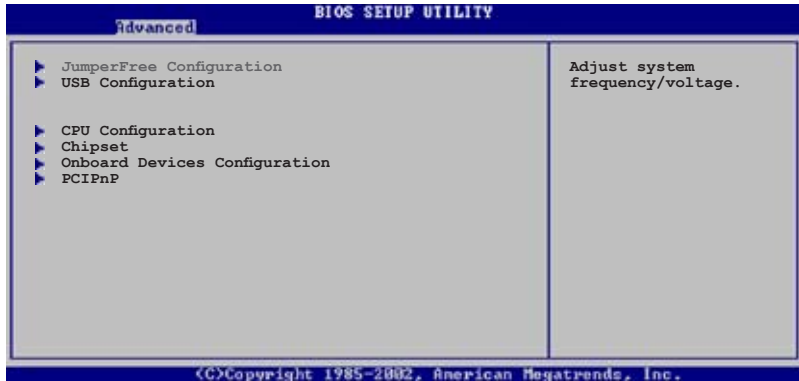 BIOS SETUP UTILITY
Advanced
JumperFree Configuration
USB Configuration
CPU Configuration
Chipset
Onboard Devices Configuration
PCIPnP
Adjust system
frequency/voltage.
(C)Copyright 1985-2002, American Megatrends, Inc.